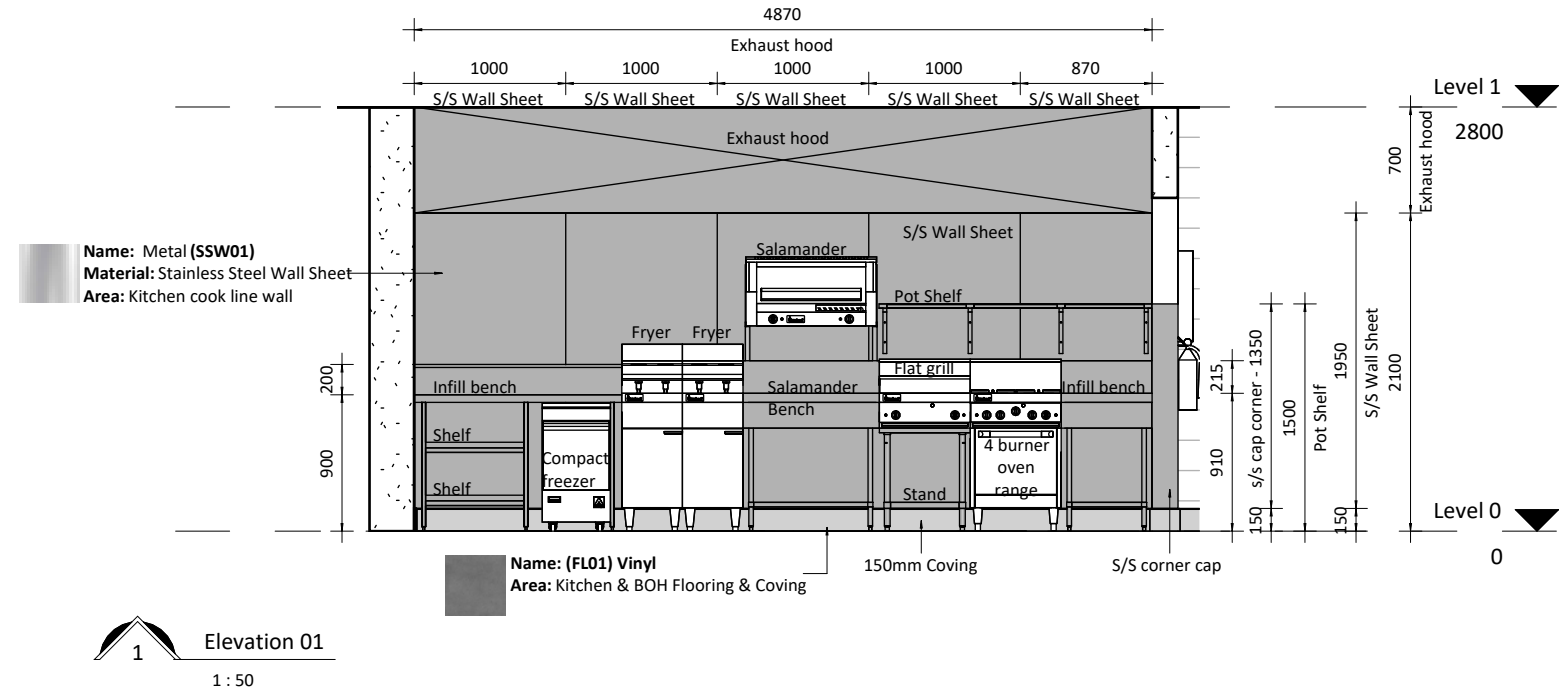 4870
Exhaust hood
1000 1000 1000 1000 870
S/S Wall Sheet S/S Wall Sheet S/S Wall Sheet S/S Wall Sheet S/S Wall Sheet
Level 1
2800
Exhaust hood
700
Exhaust hood
Name: Metal (SSW01)
Material: Stainless Steel Wall Sheet
Area: Kitchen cook line wall
S/S Wall Sheet
Salamander
Pot Shelf
Fryer Fryer
Flat grill
Infill bench
Salamander
Bench
Infill bench
200
900
Shelf
Shelf
Compact
freezer
Stand
4 burner
oven
range
215
910
s/s cap corner - 1350
150
1500
Pot Shelf
1950
150
S/S Wall Sheet
2100
Level 0
0
Name: (FL01) Vinyl
Area: Kitchen & BOH Flooring & Coving
150mm Coving
S/S corner cap
1
Elevation 01
1 : 50